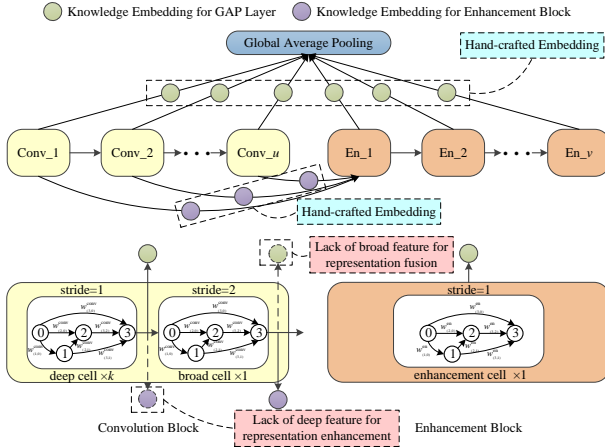 Knowledge Embedding for GAP Layer
Knowledge Embedding for Enhancement Block
Global Average Pooling
Hand-crafted Embedding
Conv_1
Conv_2
Conv_u
En_1
En_2
En_v
Hand-crafted Embedding
Lack of broad feature for
representation fusion
stride=1
stride=2
stride=1
0
1
2
3
0
1
2
3
0
1
2
3
deep cell ×k
broad cell ×1
enhancement cell ×1
Lack of deep feature for
representation enhancement
Convolution Block
Enhancement Block